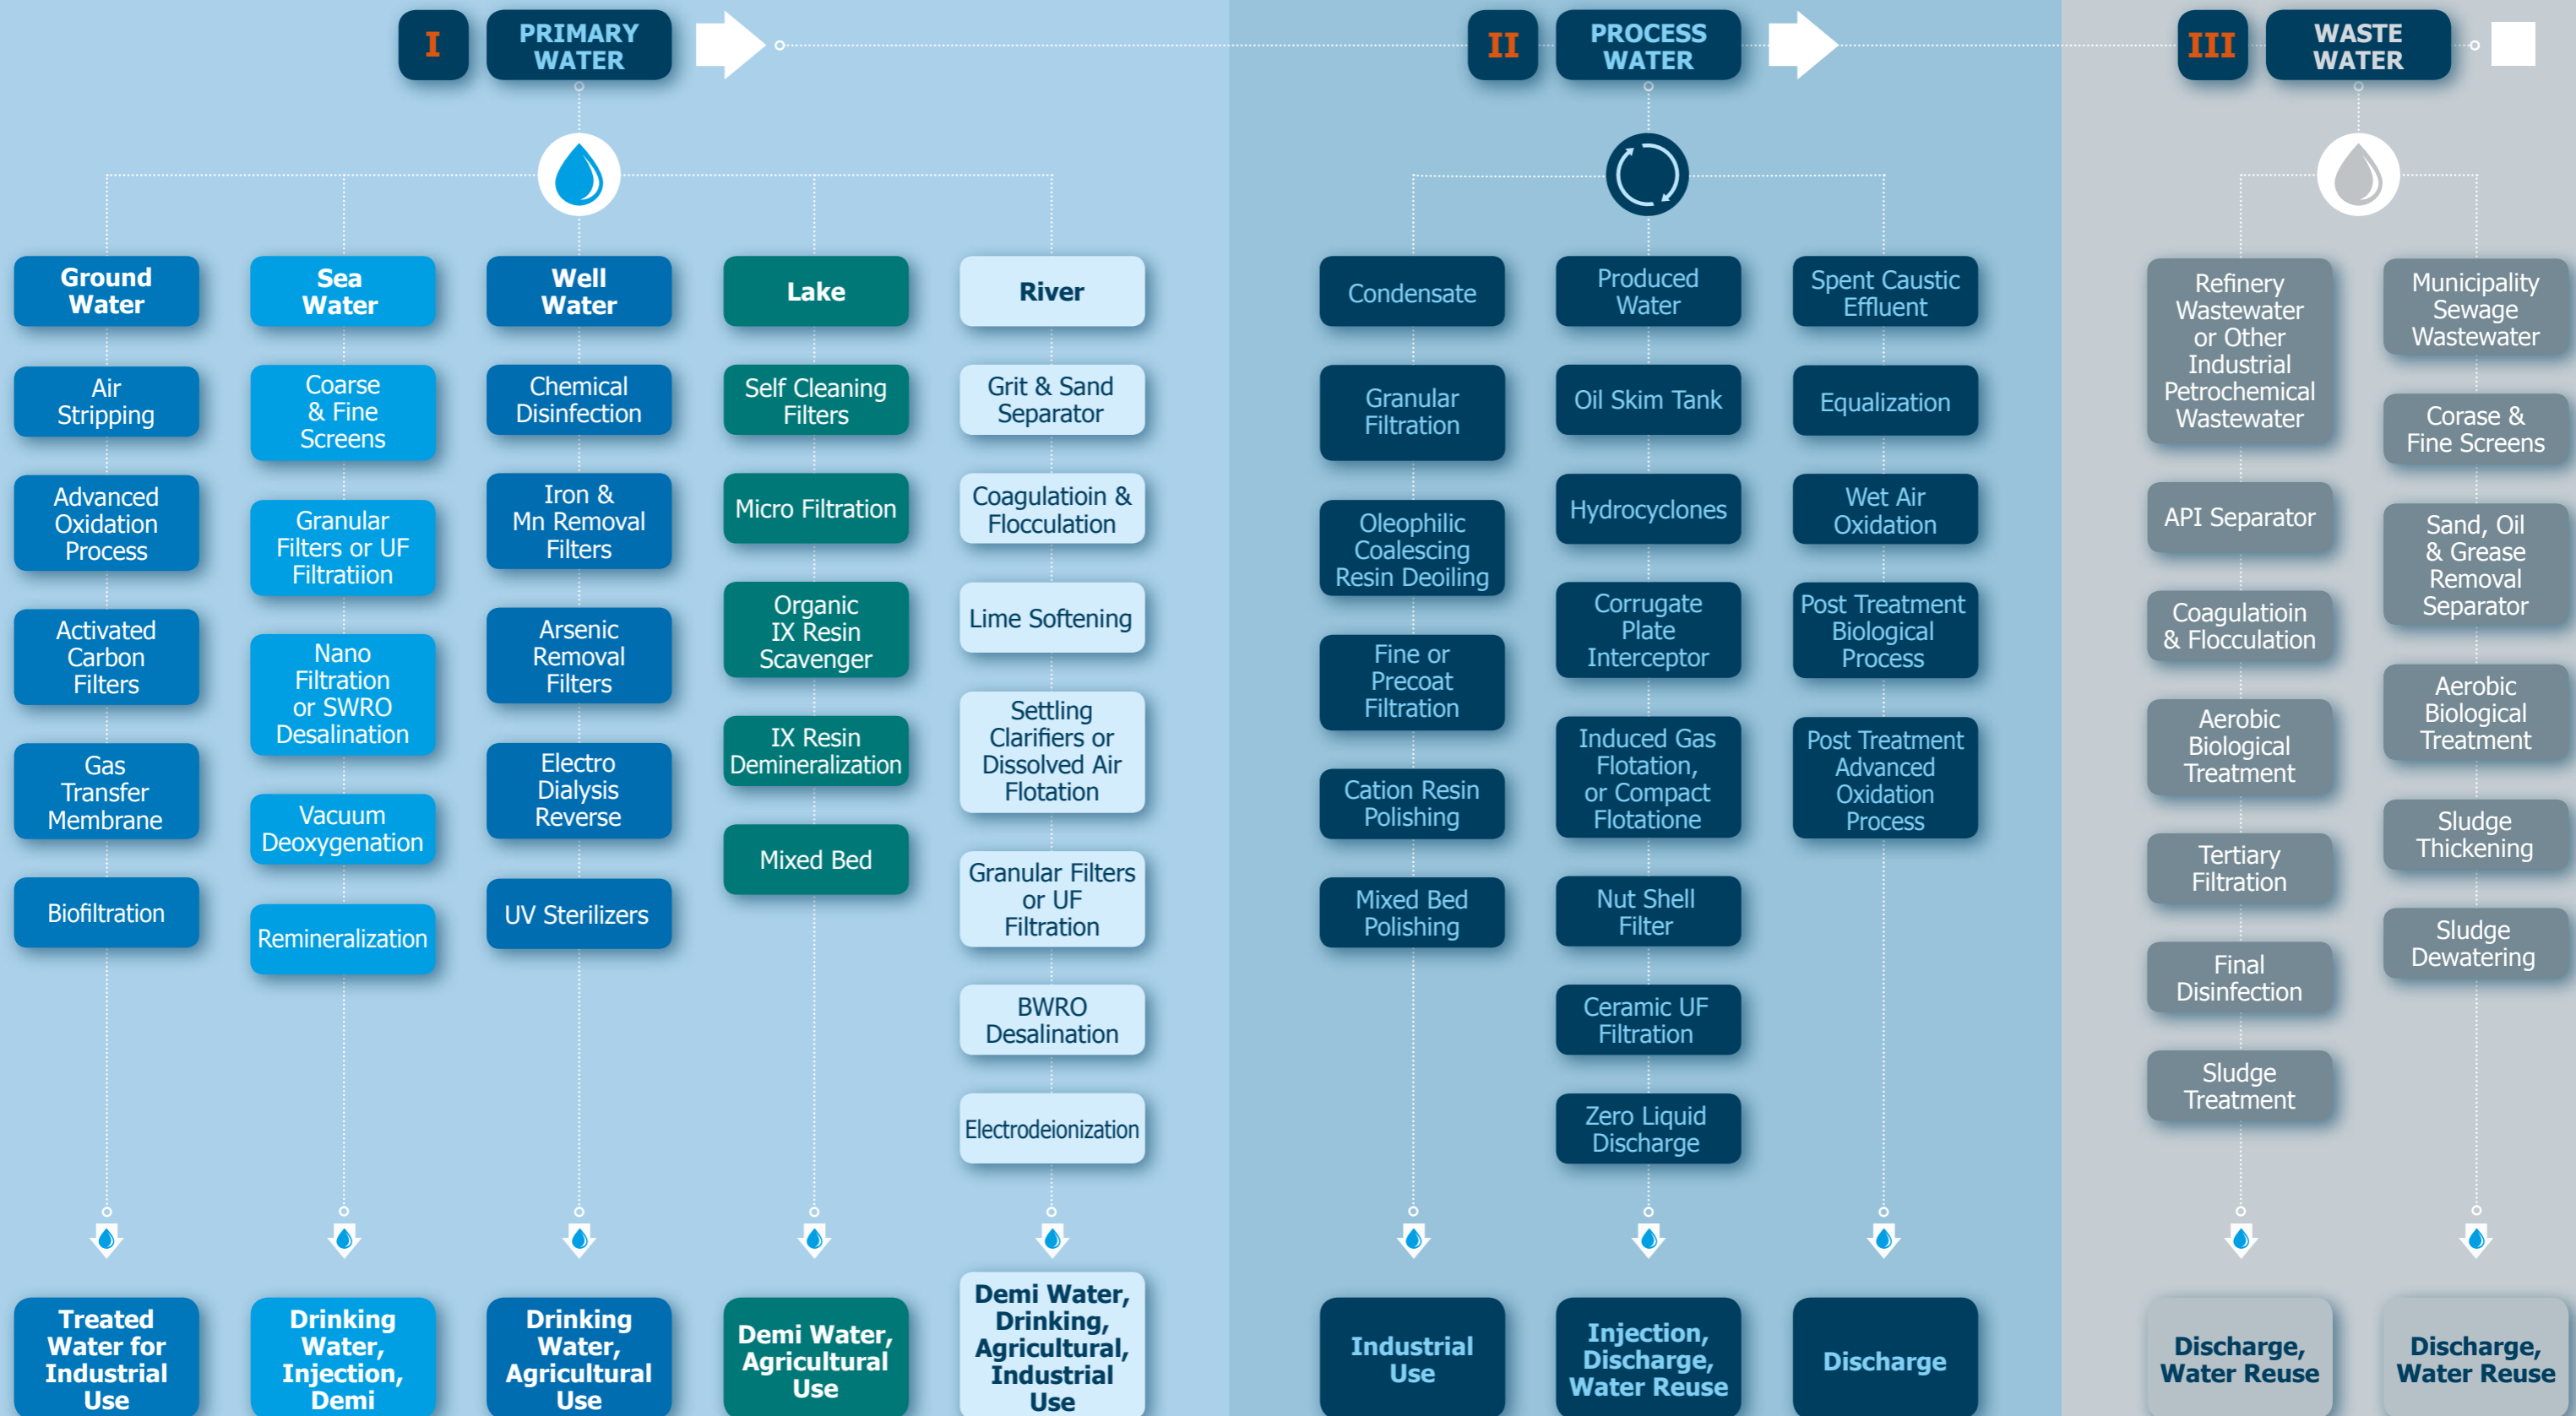 I
PRIMARY
WATER
II
PROCESS
WATER
III
WASTE
WATER
Ground
Water
Air
Stripping
Advanced
Oxidation
Process
Activated
Carbon
Filters
Gas
Transfer
Membrane
Biofiltration
Treated
Water for
Industrial
Use
Sea
Water
Coarse
& Fine
Screens
Granular
Filters or UF
Filtratiion
Nano
Filtration
or SWRO
Desalination
Vacuum
Deoxygenation
Remineralization
Drinking
Water,
Injection,
Demi
Well
Water
Chemical
Disinfection
Iron &
Mn Removal
Filters
Arsenic
Removal
Filters
Electro
Dialysis
Reverse
UV Sterilizers
Drinking
Water,
Agricultural
Use
Lake
Self Cleaning
Filters
Micro Filtration
Organic
IX Resin
Scavenger
IX Resin
Demineralization
Mixed Bed
Demi Water,
Agricultural
Use
River
Grit & Sand
Separator
Coagulatioin &
Flocculation
Lime Softening
Settling
Clarifiers or
Dissolved Air
Flotation
Granular Filters
or UF
Filtration
BWRO
Desalination
Electrodeionization
Demi Water,
Drinking,
Agricultural,
Industrial
Use
Condensate
Granular
Filtration
Oleophilic
Coalescing
Resin Deoiling
Fine or
Precoat
Filtration
Cation Resin
Polishing
Mixed Bed
Polishing
Industrial
Use
Produced
Water
Oil Skim Tank
Hydrocyclones
Corrugate
Plate
Interceptor
Induced Gas
Flotation,
or Compact
Flotatione
Nut Shell
Filter
Ceramic UF
Filtration
Zero Liquid
Discharge
Injection,
Discharge,
Water Reuse
Spent Caustic
Effluent
Equalization
Wet Air
Oxidation
Post Treatment
Biological
Process
Post Treatment
Advanced
Oxidation
Process
Discharge
Refinery
Wastewater
or Other
Industrial
Petrochemical
Wastewater
API Separator
Coagulatioin
& Flocculation
Aerobic
Biological
Treatment
Tertiary
Filtration
Final
Disinfection
Sludge
Treatment
Discharge,
Water Reuse
Municipality
Sewage
Wastewater
Corase &
Fine Screens
Sand, Oil
& Grease
Removal
Separator
Aerobic
Biological
Treatment
Sludge
Thickening
Sludge
Dewatering
Discharge,
Water Reuse